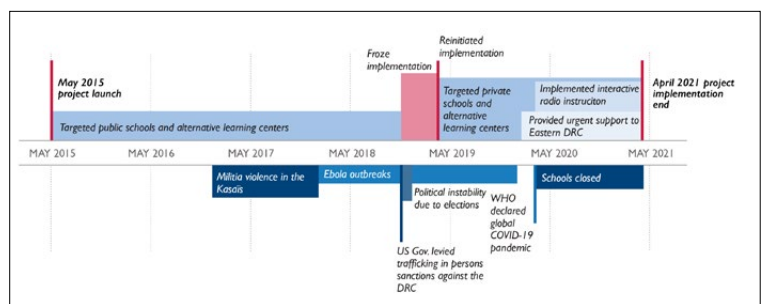 Froze
implementation
Reinitiated
implementation
May 2015
project launch
Targeted public schools and alternative learning centers
Targeted private
schools and
alternative
learning centers
Implemented interactive
radio instruciton
Provided urgent support to
Eastern DRC
April 2021 project
implementation
end
MAY 2015
MAY 2016
MAY 2017
MAY 2018
MAY 2019
MAY 2020
MAY 2021
Militia violence in the
Kasaïs
Ebola outbreaks
Political instability
due to elections
US Gov. levied
trafficking in persons
sanctions against the
DRC
WHO
declared
global
COVID-19
pandemic
Schools closed